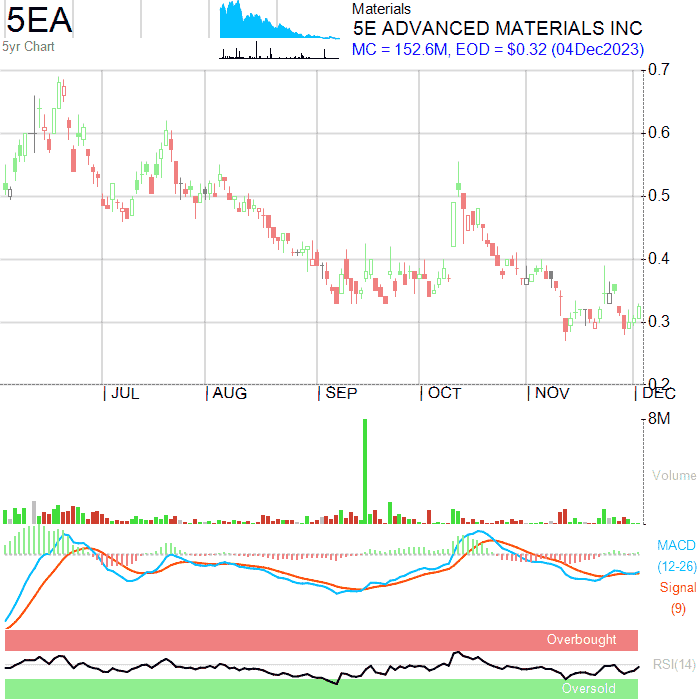 5EA
5yr Chart
Materials
5E ADVANCED MATERIALS INC
MC = 152.6M, EOD = $0.32 (04Dec2023)
0.7
0.6
0.5
0.4
0.3
0.2
JUL AUG SEP OCT NOV DEC
8M
Volume
MACD
(12-26)
Signal
(9)
Overbought
RSI(14)
Oversold